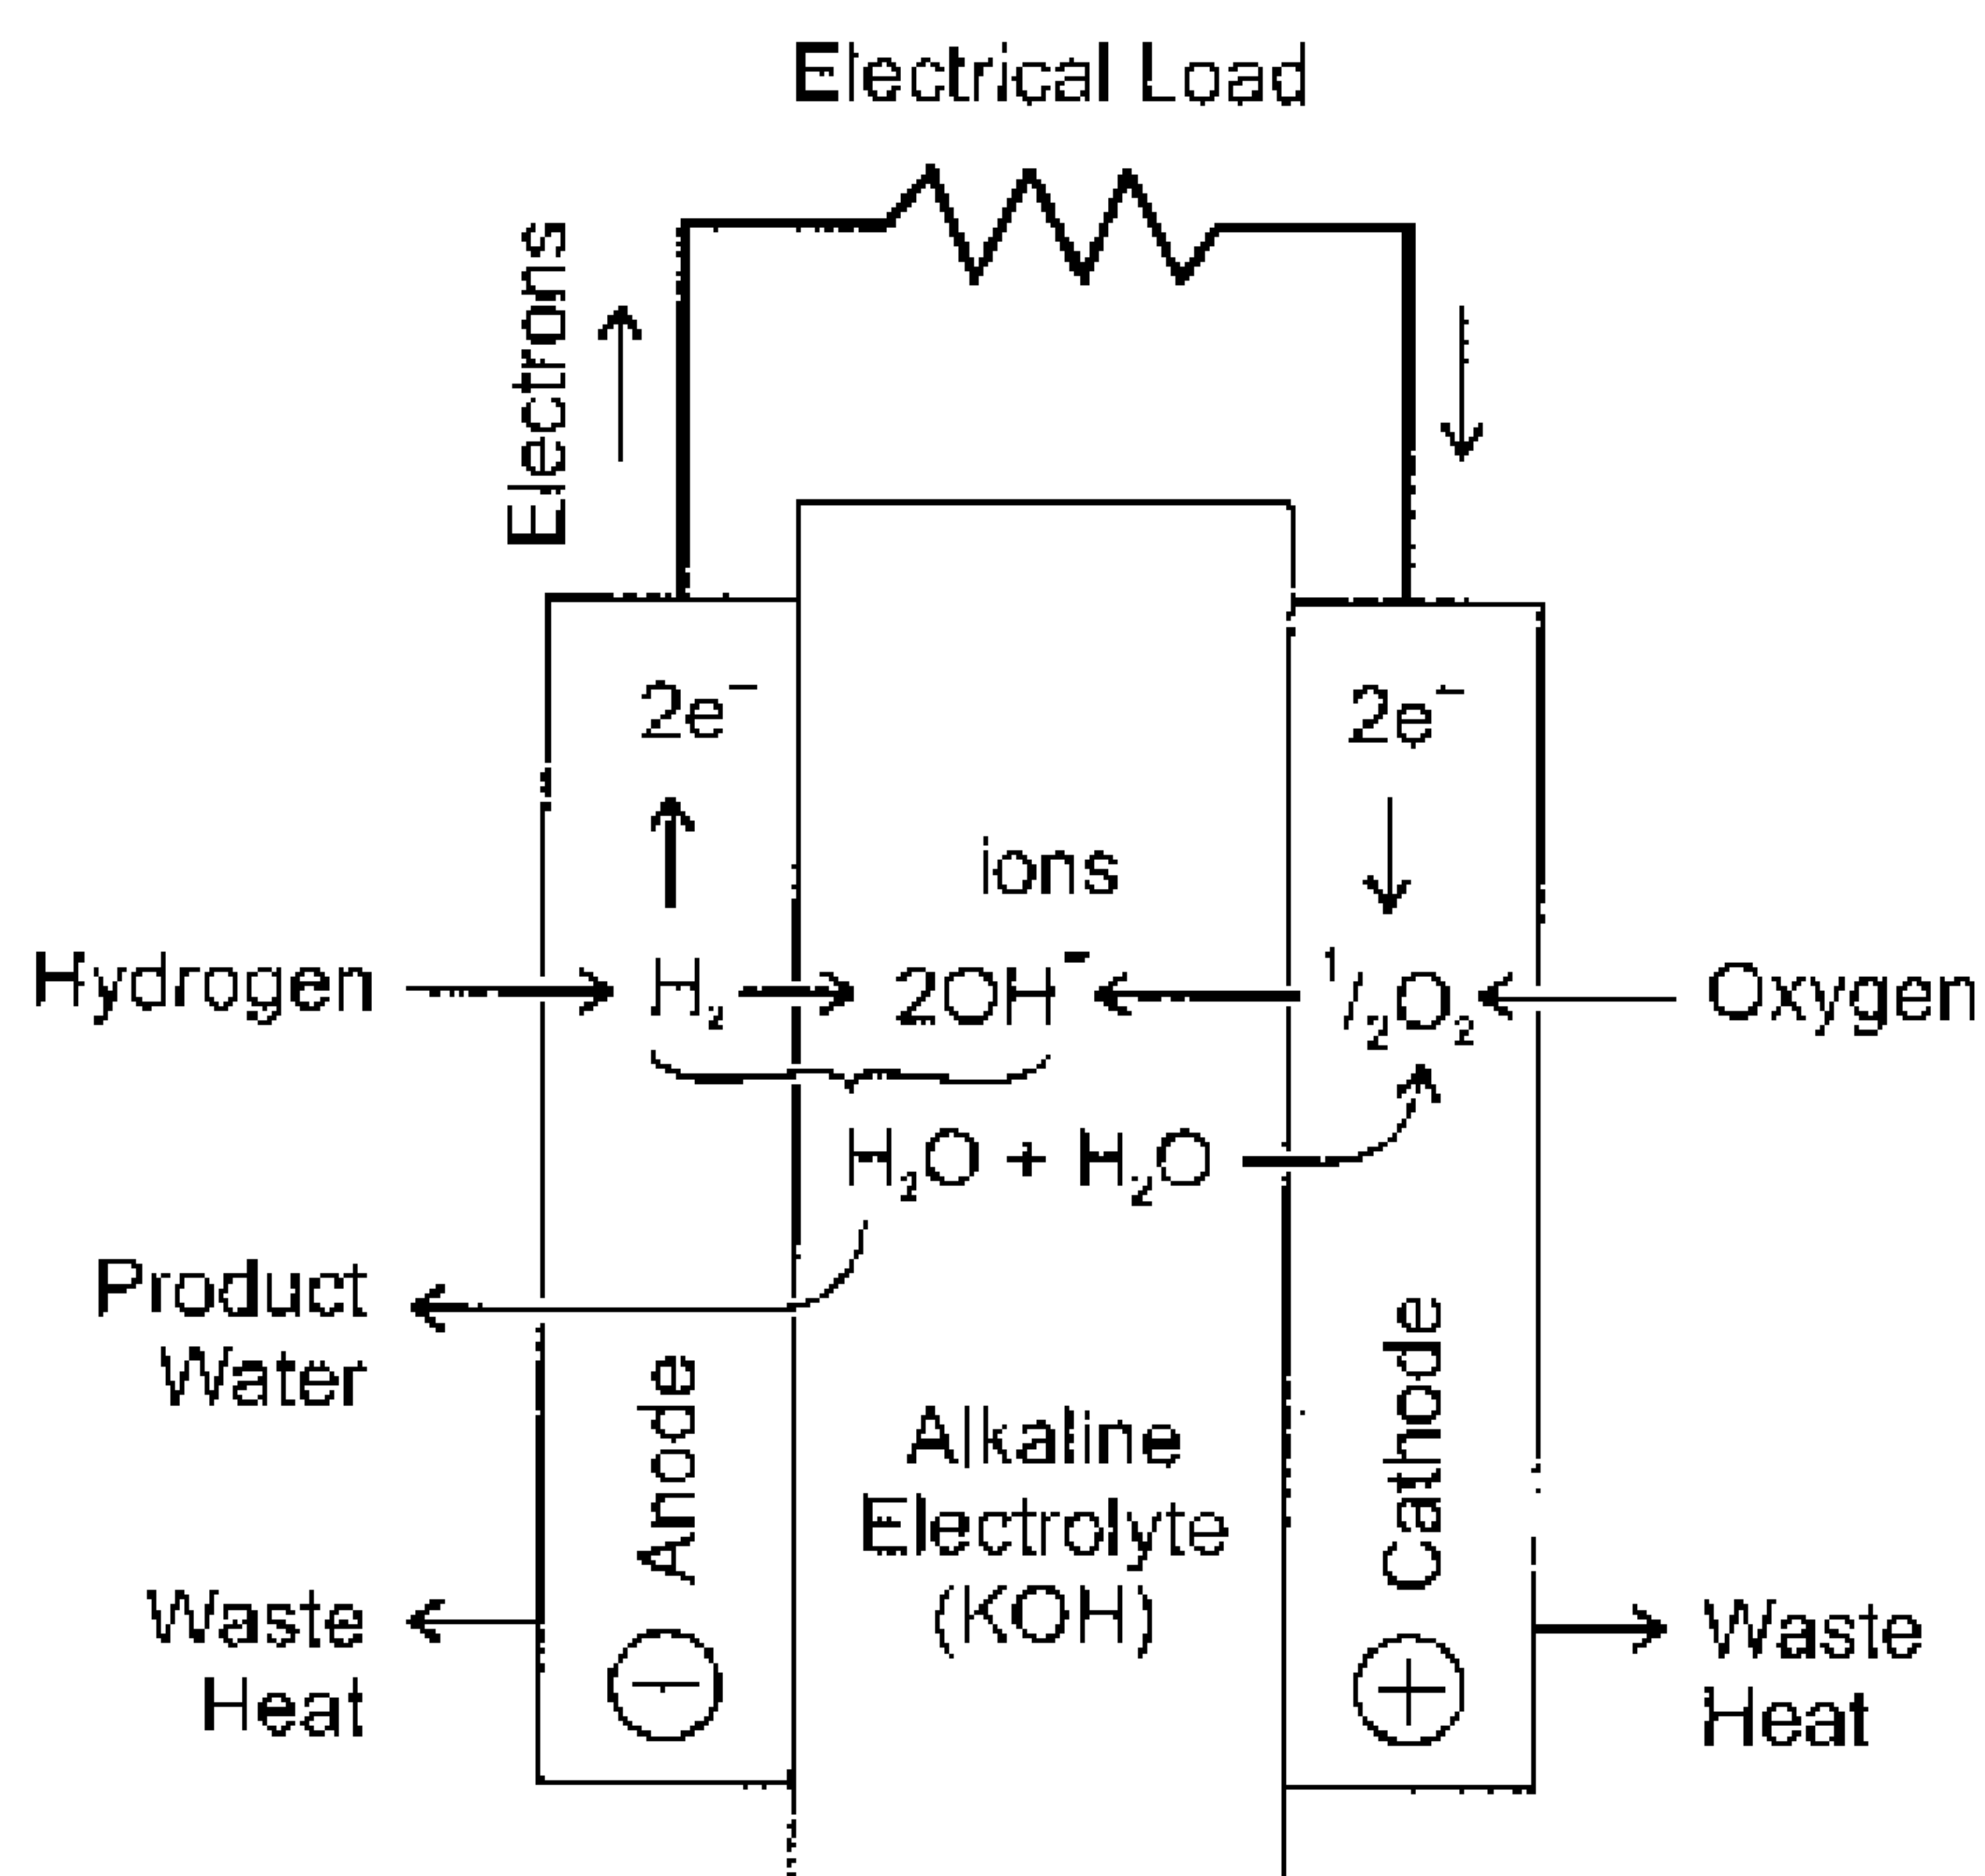 Electrical Load
Electrons
2e⁻
2e⁻
ions
Hydrogen
H₂
2OH⁻
¹/₂O₂
Oxygen
H₂O + H₂O
Product
Water
Anode
Alkaline
Electrolyte
(KOH)
Cathode
Waste
Heat
−
+
Waste
Heat